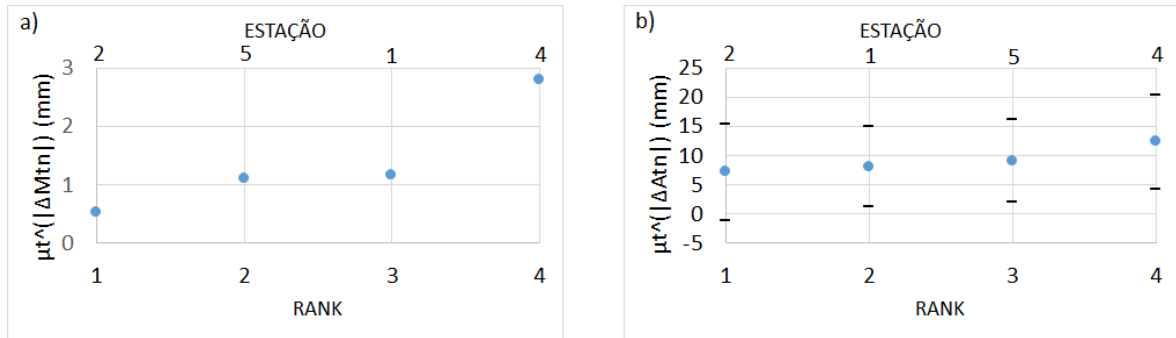 a)
ESTAÇÃO
2 5 1 4
µt^(|ΔMtn|) (mm)
3
2
1
0
1 2 3 4
RANK
b)
ESTAÇÃO
2 1 5 4
µt^(|ΔAtn|) (mm)
25
20
15
10
5
0
-5
1 2 3 4
RANK